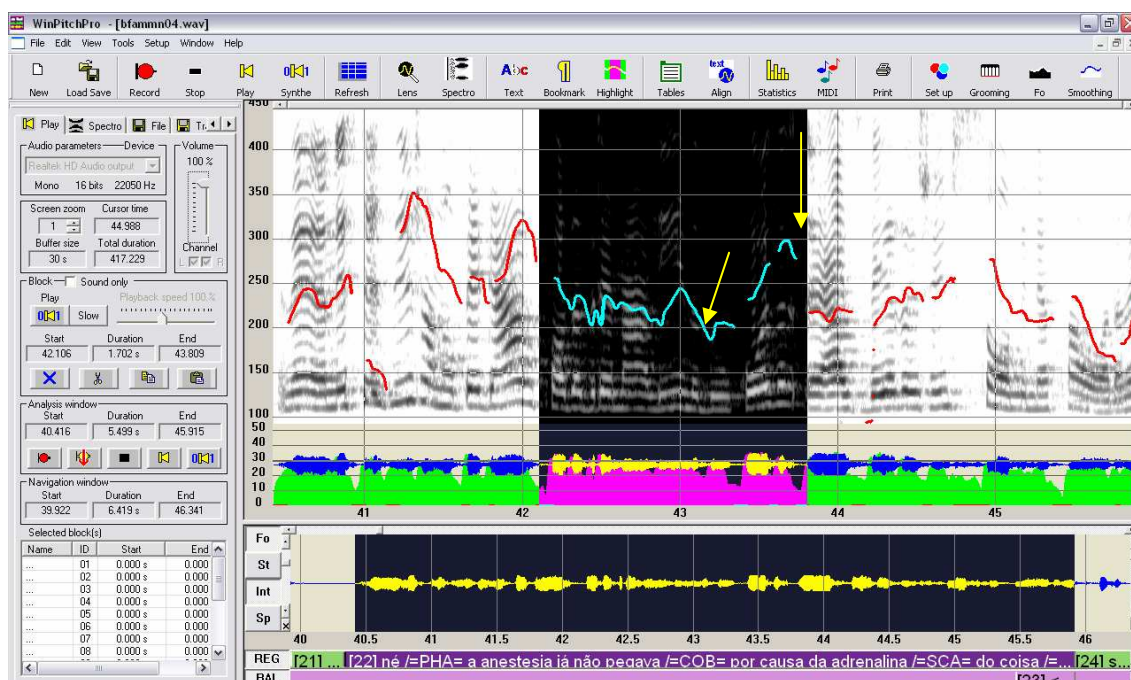 WinPitchPro - [bfammn04.wav]
File Edit View Tools Setup Window Help
New Load Save Record Stop Play Synthe Refresh Lens Spectro Text Bookmark Highlight Tables Align Statistics MIDI Print Set up Grooming Fo Smoothing
Abc text
Play Spectro File Tr
Audio parameters Device Volume
Realtek HD Audio output 100 %
Mono 16 bits 22050 Hz
Screen zoom Cursor time
1 44.988
Buffer size Total duration
30 s 417.229
Channel
L R
Block Sound only
Play Playback speed 100.%
Slow
Start Duration End
42.106 1.702 s 43.809
Analysis window
Start Duration End
40.416 5.499 s 45.915
Navigation window
Start Duration End
39.922 6.419 s 46.341
Selected block(s)
Name ID Start End
... 01 0.000 s 0.000
... 02 0.000 s 0.000
... 03 0.000 s 0.000
... 04 0.000 s 0.000
... 05 0.000 s 0.000
... 06 0.000 s 0.000
... 07 0.000 s 0.000
... 08 0.000 s 0.000
450
400
350
300
250
200
150
100
50
40
30
20
10
0
41 42 43 44 45
Fo
St
Int
Sp
40 40.5 41 41.5 42 42.5 43 43.5 44 44.5 45 45.5 46
REG [21] ... [22] né /=PHA= a anestesia já não pegava /=COB= por causa da adrenalina /=SCA= do coisa /=... [24] s...
BAL [23] <